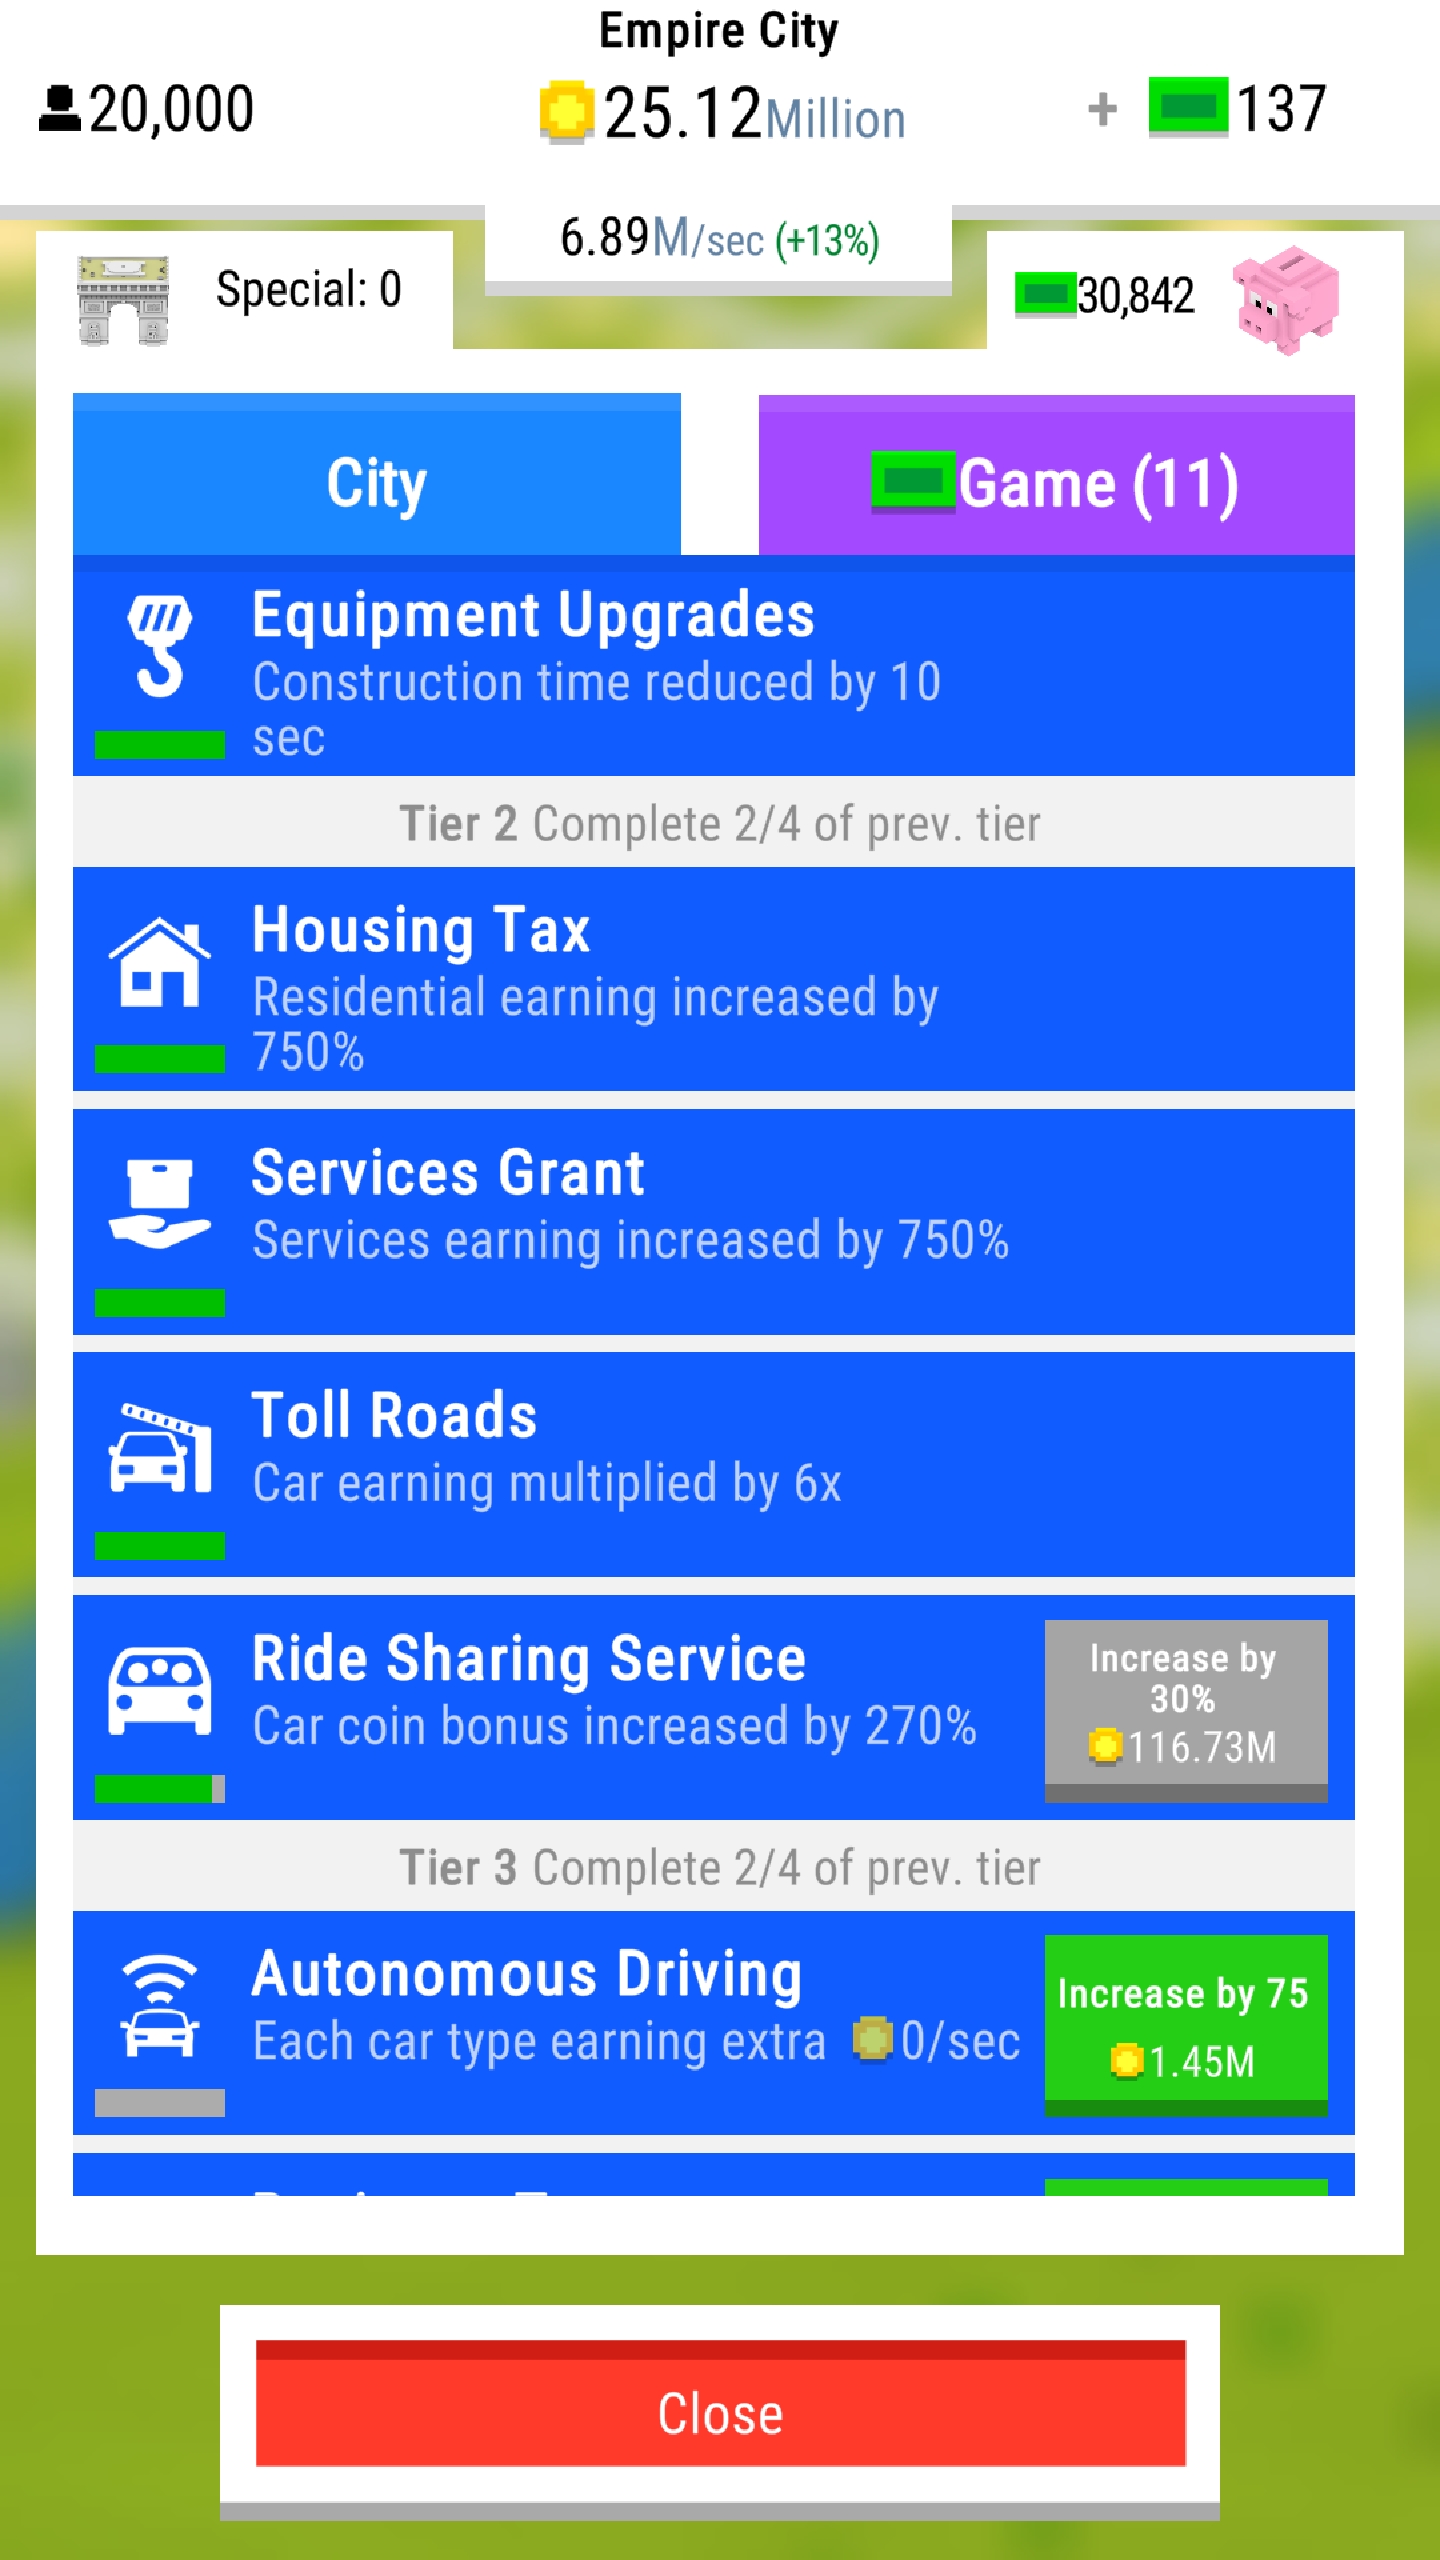 Empire City
20,000
25.12Million
+ 137
6.89M/sec (+13%)
Special: 0
30,842
City
Game (11)
Equipment Upgrades
Construction time reduced by 10
sec
Tier 2 Complete 2/4 of prev. tier
Housing Tax
Residential earning increased by
750%
Services Grant
Services earning increased by 750%
Toll Roads
Car earning multiplied by 6x
Ride Sharing Service
Car coin bonus increased by 270%
Increase by
30%
116.73M
Tier 3 Complete 2/4 of prev. tier
Autonomous Driving
Each car type earning extra 0/sec
Increase by 75
1.45M
Close